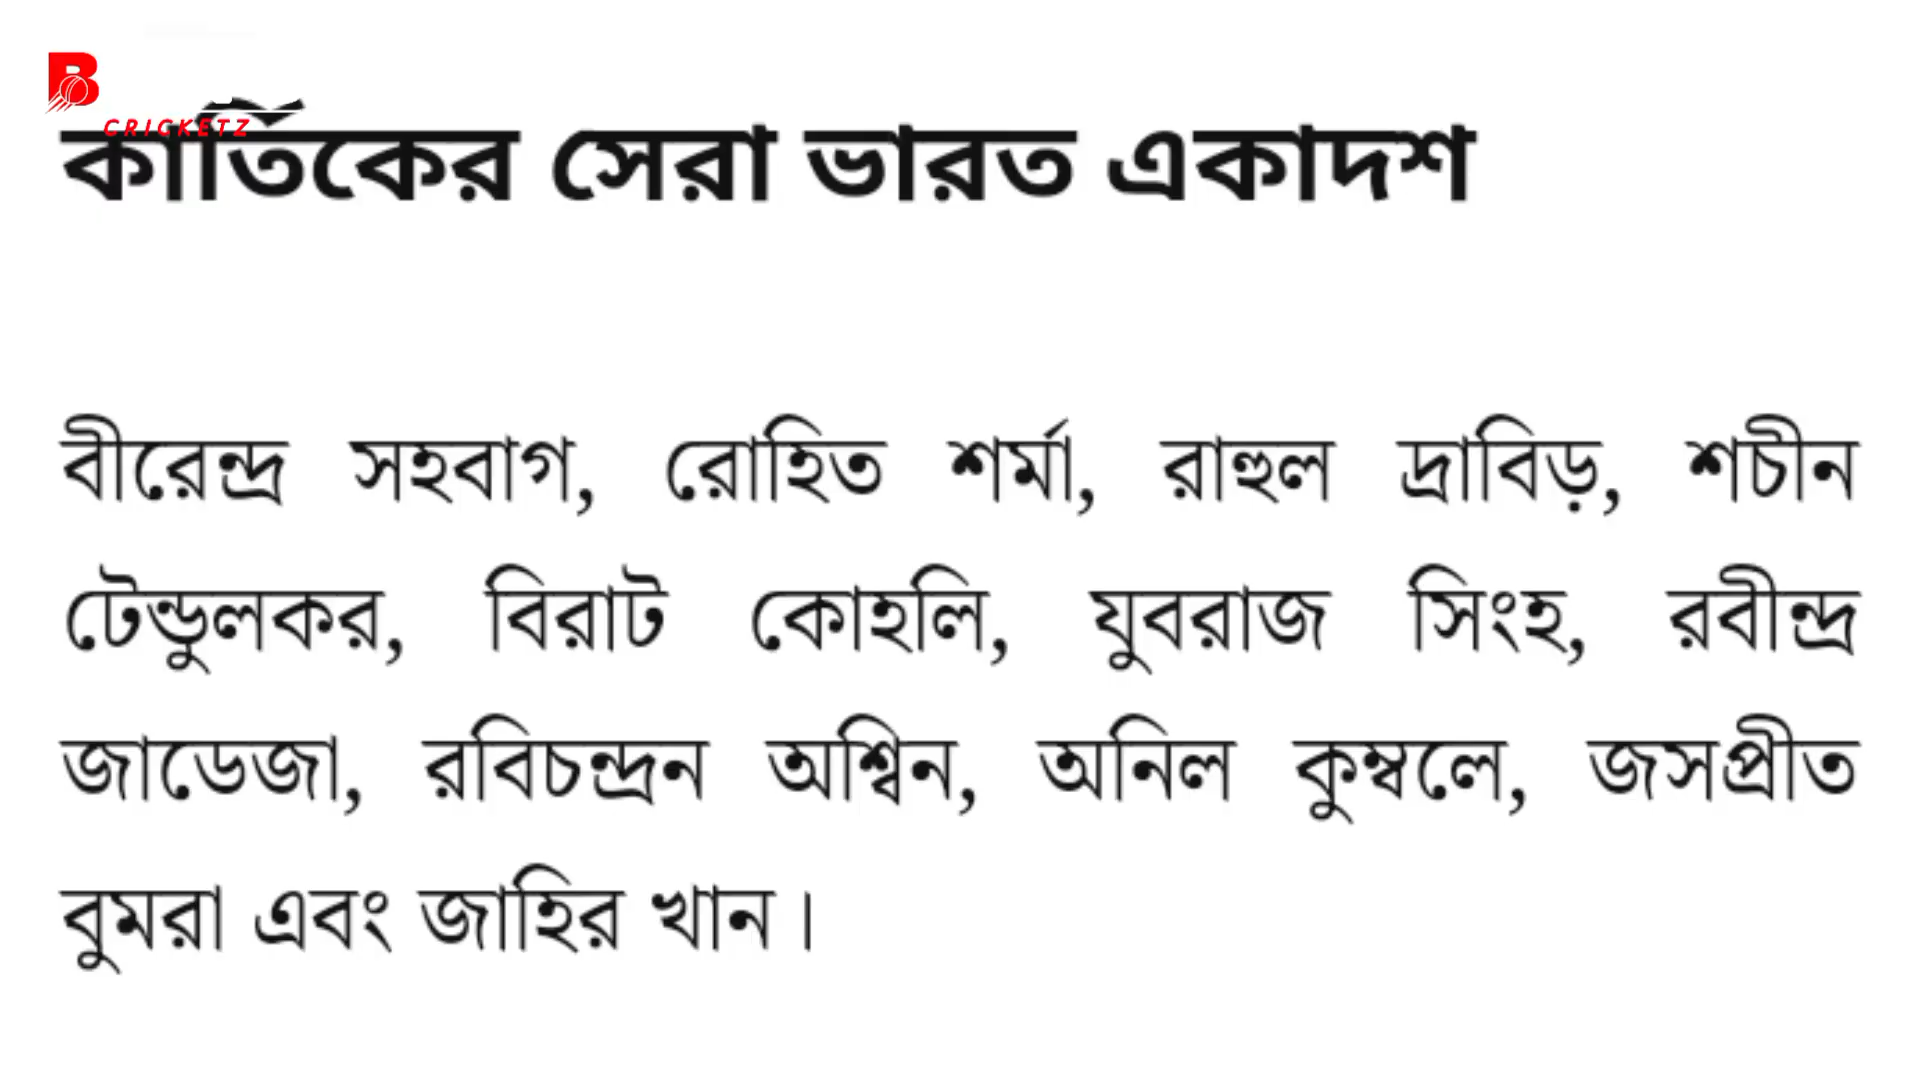 B
CRICKETZ
কার্তিকের সেরা ভারত একাদশ
বীরেন্দ্র সহবাগ, রোহিত শর্মা, রাহুল দ্রাবিড়, শচীন
টেন্ডুলকর, বিরাট কোহলি, যুবরাজ সিংহ, রবীন্দ্র
জাডেজা, রবিচন্দ্রন অশ্বিন, অনিল কুম্বলে, জসপ্রীত
বুমরা এবং জাহির খান।